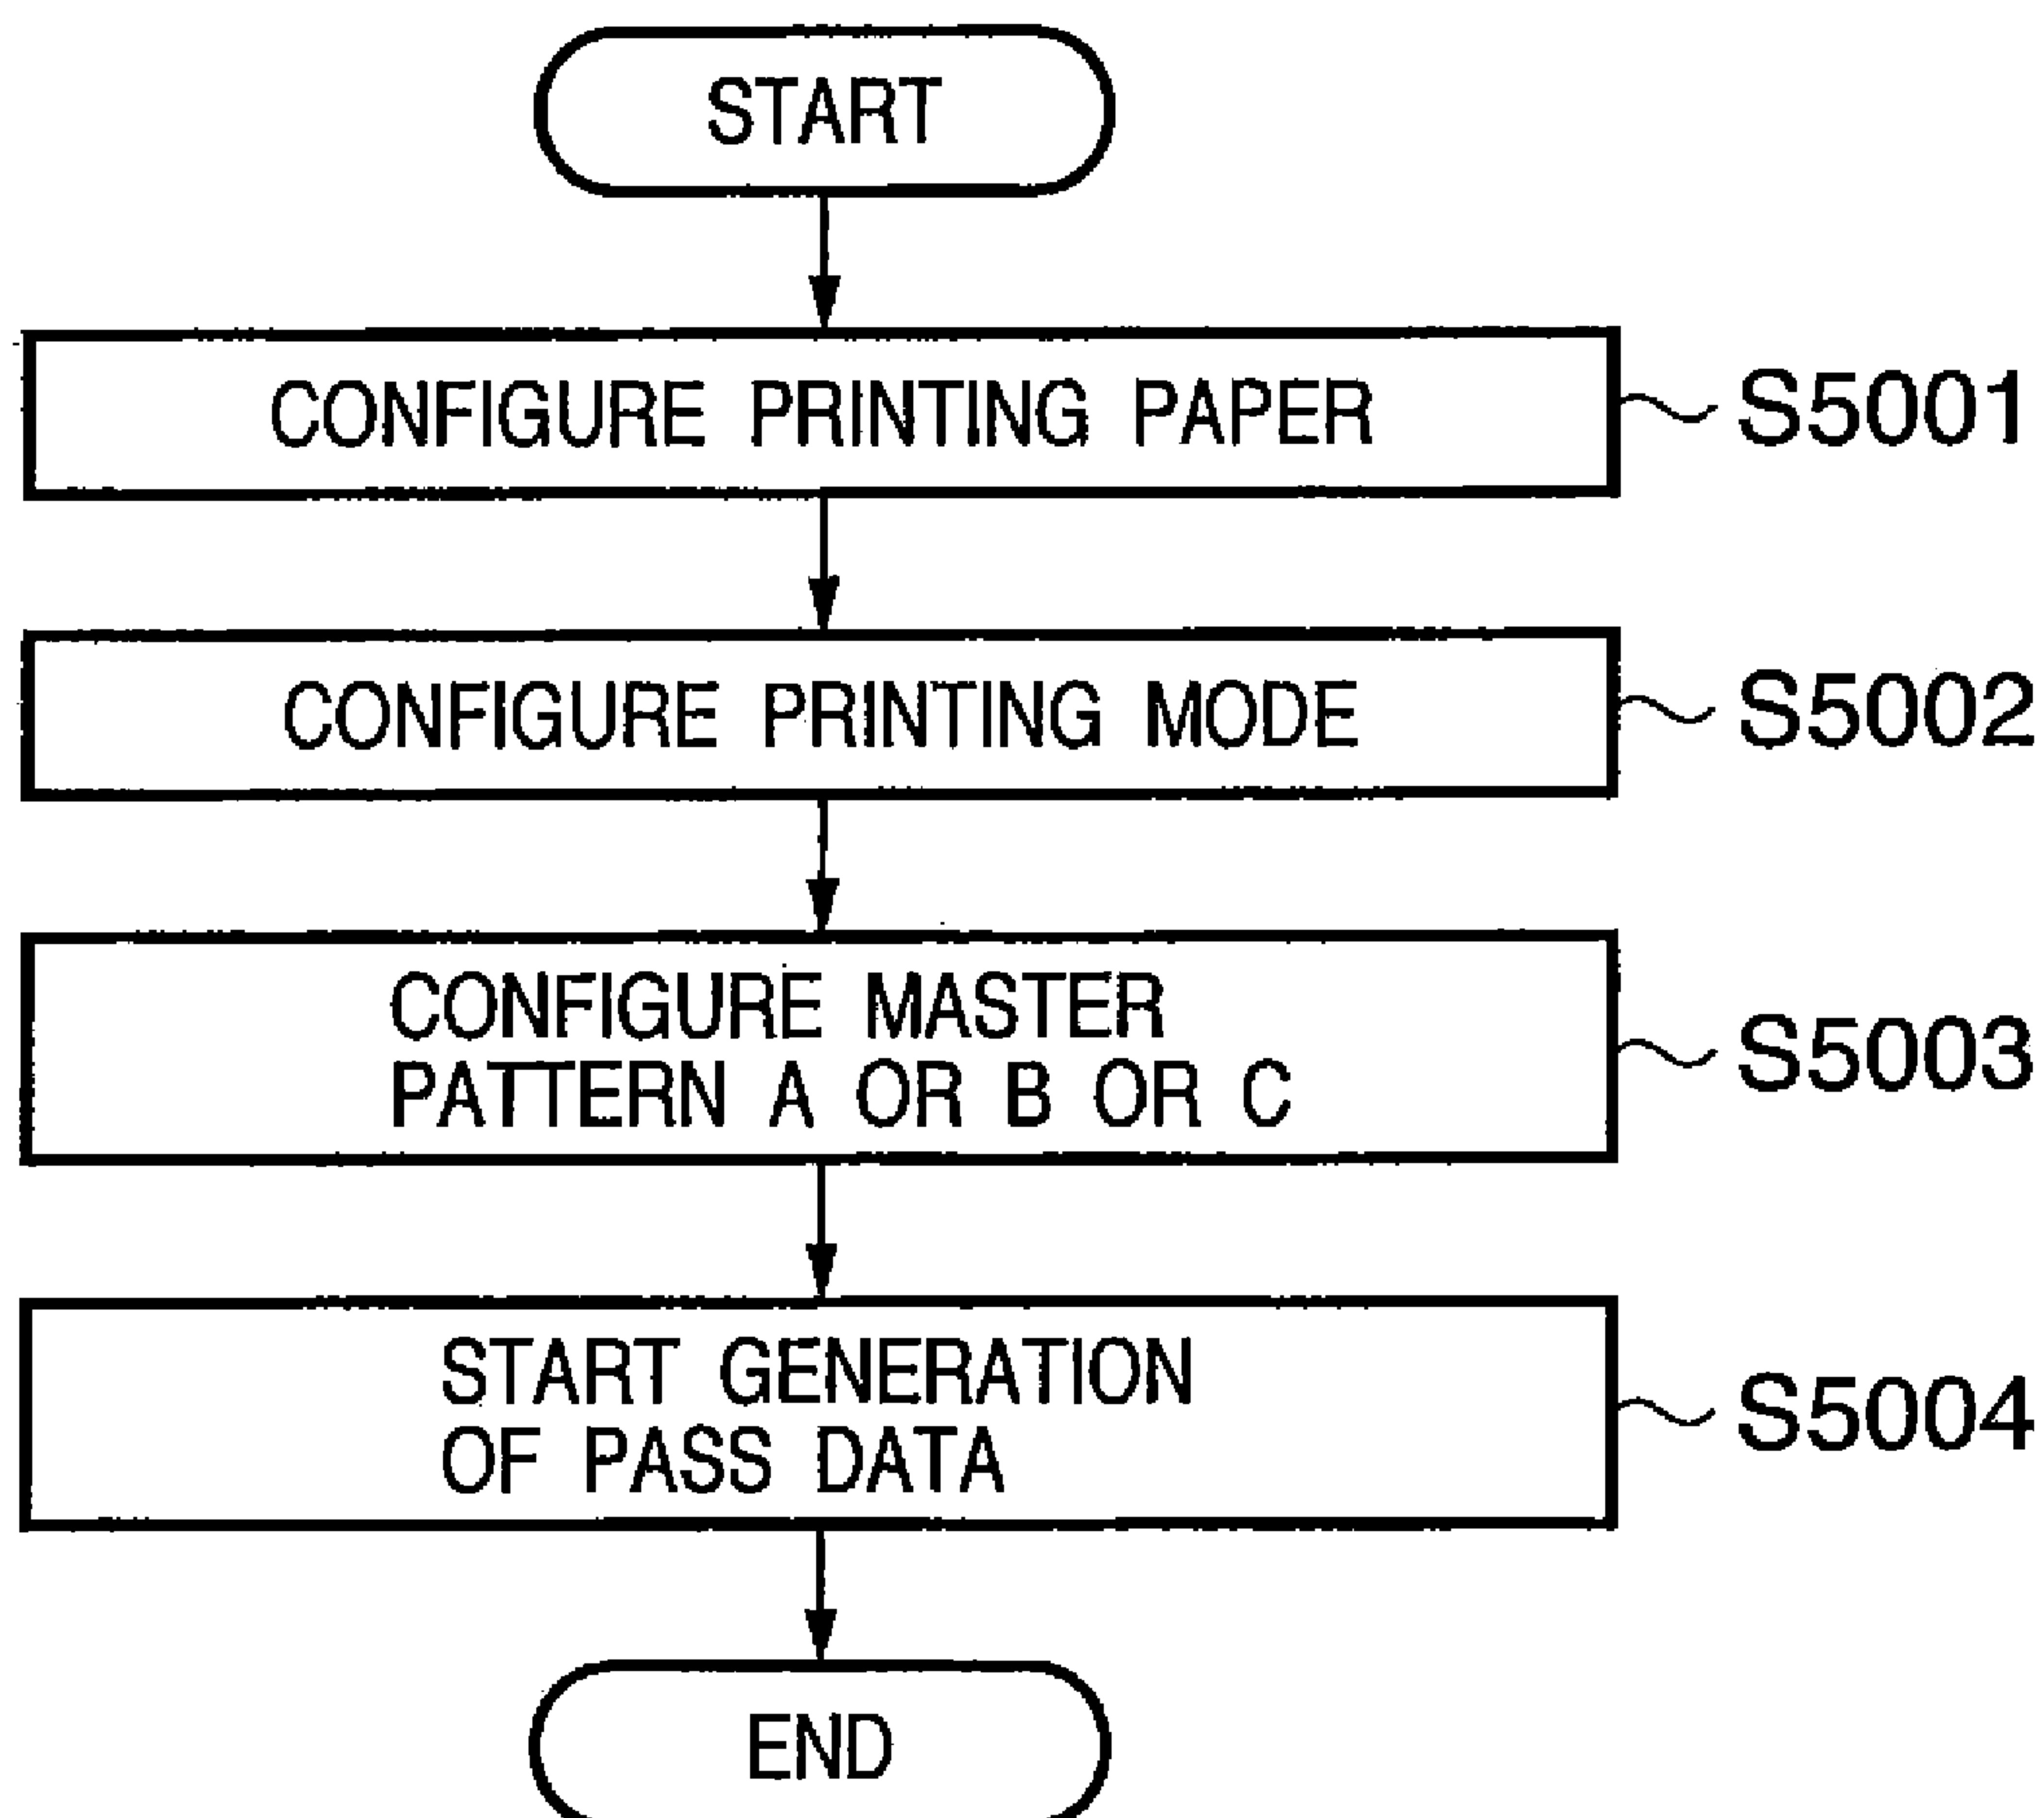 START
CONFIGURE PRINTING PAPER
S5001
CONFIGURE PRINTING MODE
S5002
CONFIGURE MASTER
PATTERN A OR B OR C
S5003
START GENERATION
OF PASS DATA
S5004
END